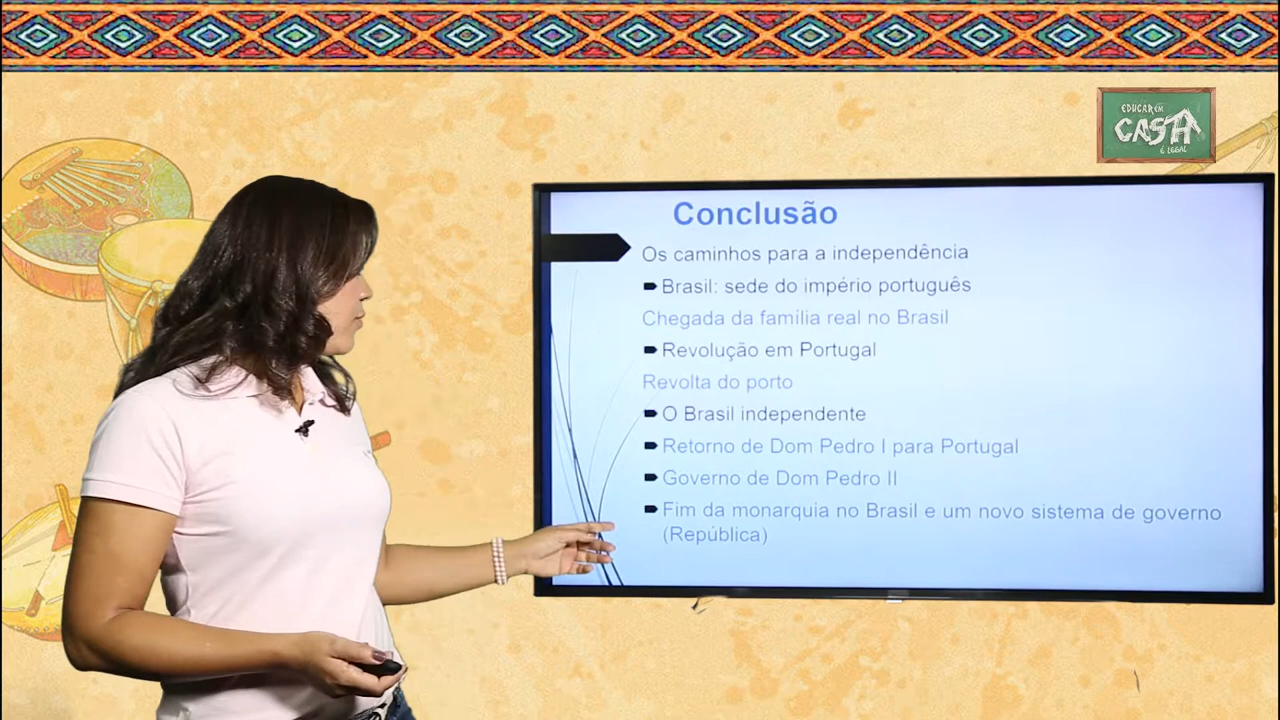 EDUCAR EM
CASA
É LEGAL
Conclusão
Os caminhos para a independência
Brasil: sede do império português
Chegada da família real no Brasil
Revolução em Portugal
Revolta do porto
O Brasil independente
Retorno de Dom Pedro I para Portugal
Governo de Dom Pedro II
Fim da monarquia no Brasil e um novo sistema de governo
(República)